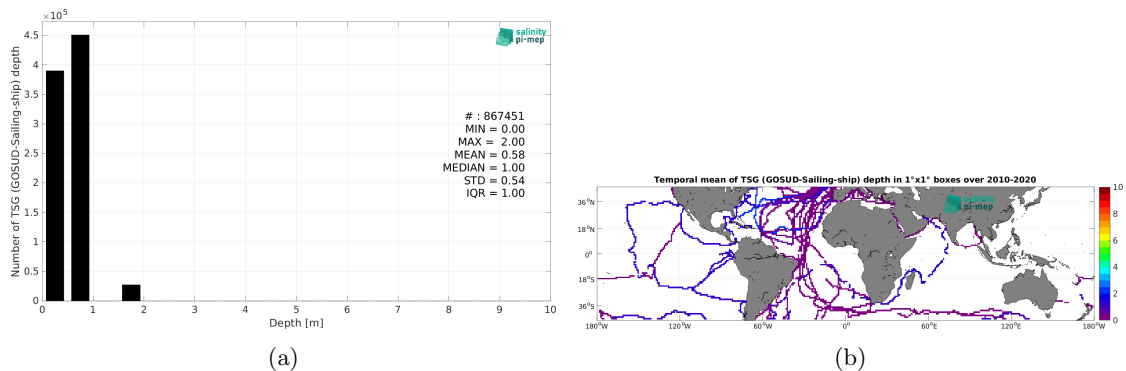 ×10⁵
4.5
4
3.5
3
2.5
2
1.5
1
0.5
0
Number of TSG (GOSUD-Sailing-ship) depth
salinity
pi-mep
# : 867451
MIN = 0.00
MAX = 2.00
MEAN = 0.58
MEDIAN = 1.00
STD = 0.54
IQR = 1.00
0 1 2 3 4 5 6 7 8 9 10
Depth [m]
(a)
Temporal mean of TSG (GOSUD-Sailing-ship) depth in 1°x1° boxes over 2010-2020
salinity
pi-mep
36°N
18°N
0°
18°S
36°S
180°W 120°W 60°W 0° 60°E 120°E 180°W
10
8
6
4
2
0
(b)